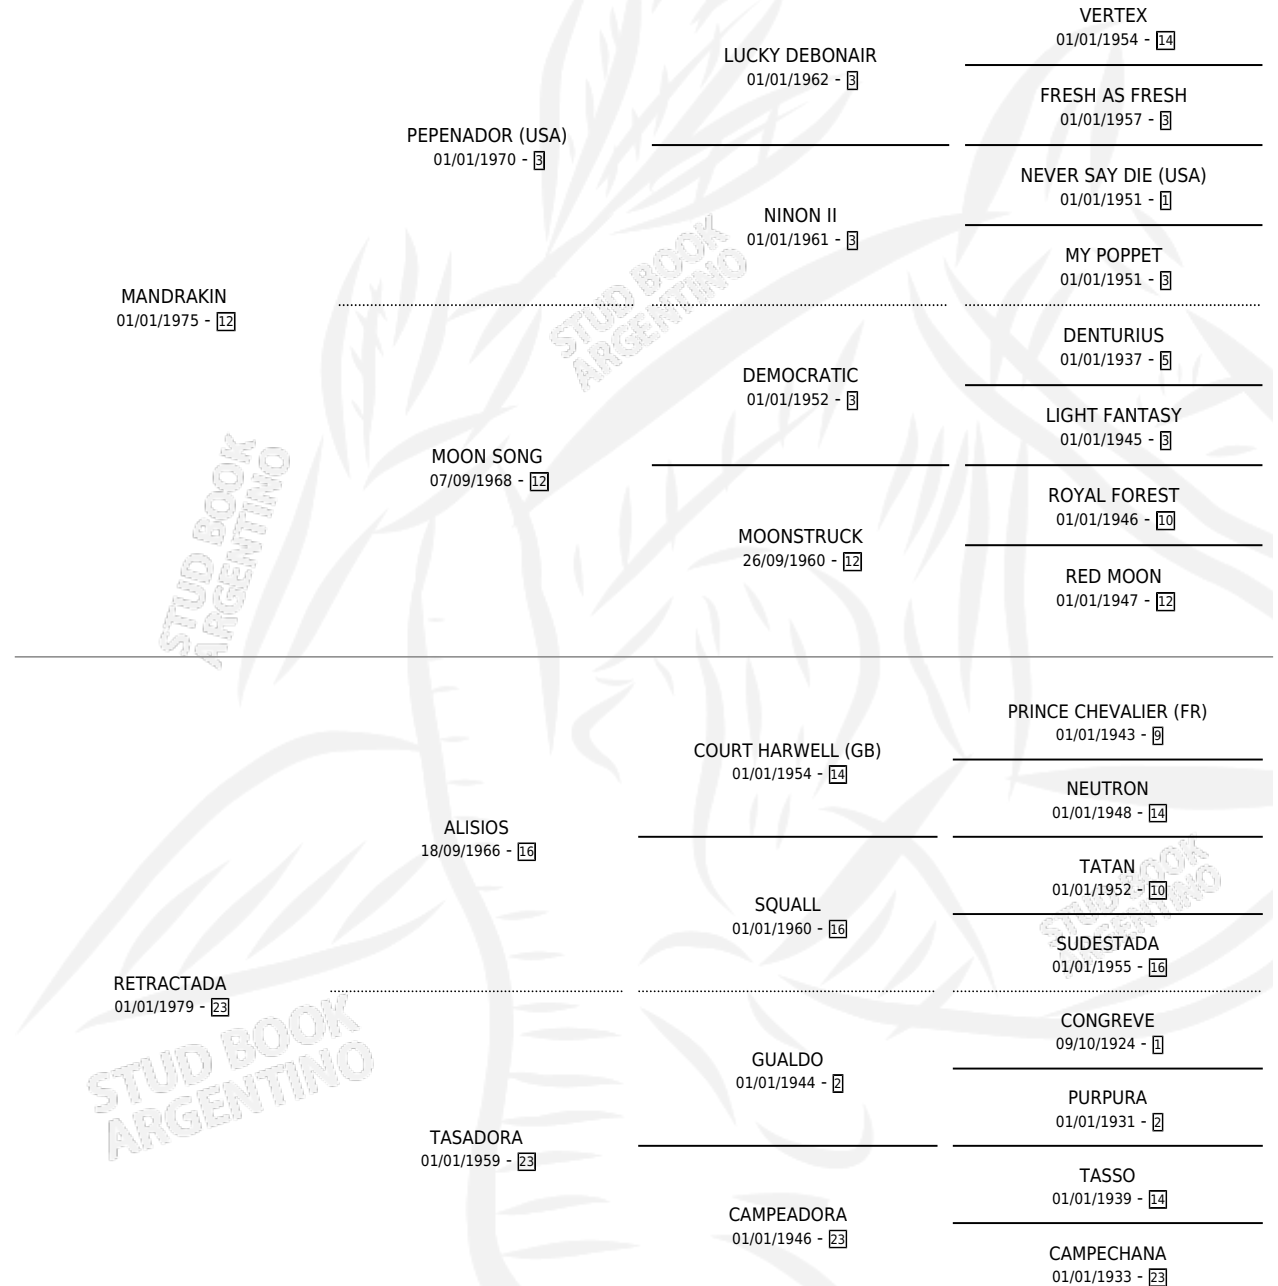 VERTEX
01/01/1954 - 14
LUCKY DEBONAIR
01/01/1962 - 3
FRESH AS FRESH
01/01/1957 - 3
PEPENADOR (USA)
01/01/1970 - 3
NEVER SAY DIE (USA)
01/01/1951 - 1
NINON II
01/01/1961 - 3
MY POPPET
01/01/1951 - 3
MANDRAKIN
01/01/1975 - 12
DENTURIUS
01/01/1937 - 5
DEMOCRATIC
01/01/1952 - 3
LIGHT FANTASY
01/01/1945 - 3
MOON SONG
07/09/1968 - 12
ROYAL FOREST
01/01/1946 - 10
MOONSTRUCK
26/09/1960 - 12
RED MOON
01/01/1947 - 12
PRINCE CHEVALIER (FR)
01/01/1943 - 9
COURT HARWELL (GB)
01/01/1954 - 14
NEUTRON
01/01/1948 - 14
ALISIOS
18/09/1966 - 16
TATAN
01/01/1952 - 10
SQUALL
01/01/1960 - 16
SUDESTADA
01/01/1955 - 16
RETRACTADA
01/01/1979 - 23
CONGREVE
09/10/1924 - 1
GUALDO
01/01/1944 - 2
PURPURA
01/01/1931 - 2
TASADORA
01/01/1959 - 23
TASSO
01/01/1939 - 14
CAMPEADORA
01/01/1946 - 23
CAMPECHANA
01/01/1933 - 23
STUD BOOK
ARGENTINO
STUD BOOK
ARGENTINO
STUD BOOK
ARGENTINO
STUD BOOK
ARGENTINO